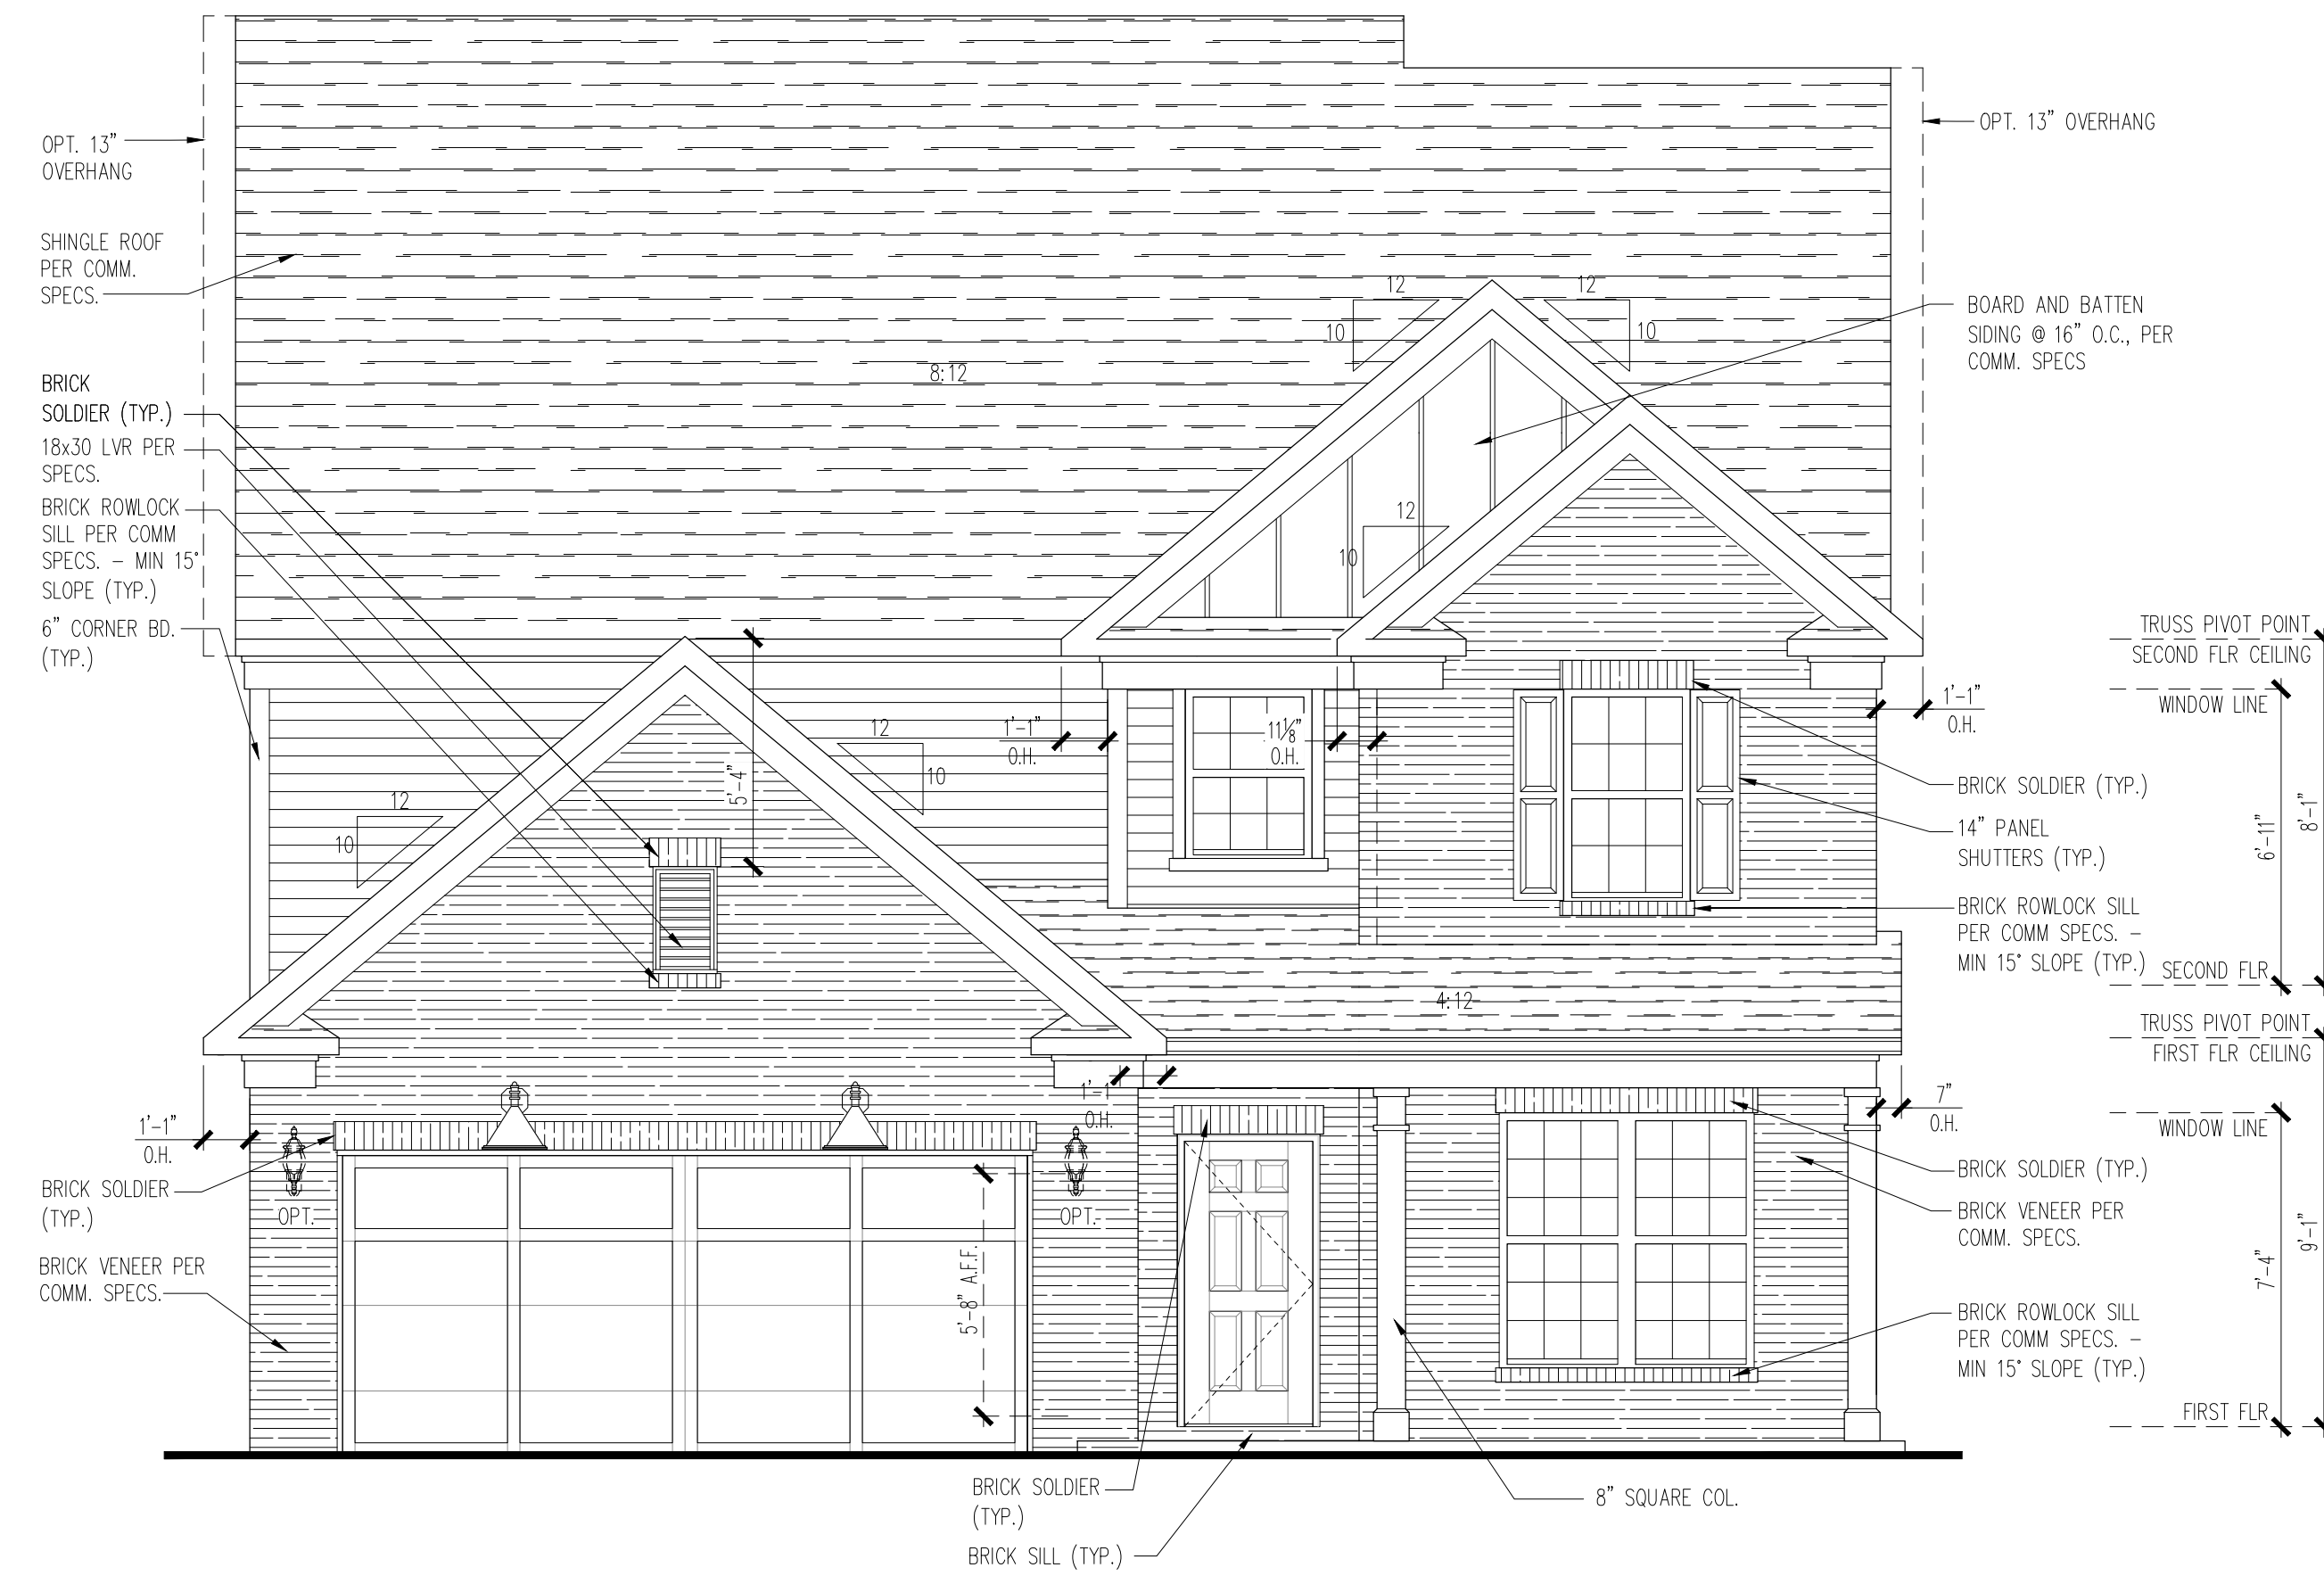 OPT. 13"
OVERHANG
OPT. 13" OVERHANG
SHINGLE ROOF
PER COMM.
SPECS.
12
10
12
10
BOARD AND BATTEN
SIDING @ 16" O.C., PER
COMM. SPECS
8:12
BRICK
SOLDIER (TYP.)
18x30 LVR PER
SPECS.
BRICK ROWLOCK
SILL PER COMM
SPECS. – MIN 15°
SLOPE (TYP.)
6" CORNER BD.
(TYP.)
12
10
TRUSS PIVOT POINT
SECOND FLR CEILING
WINDOW LINE
1'-1"
O.H.
1'-1"
O.H.
11 1/8"
O.H.
5'-4"
12
10
12
10
BRICK SOLDIER (TYP.)
14" PANEL
SHUTTERS (TYP.)
BRICK ROWLOCK SILL
PER COMM SPECS. –
MIN 15° SLOPE (TYP.)
6'-11"
8'-1"
SECOND FLR
4:12
TRUSS PIVOT POINT
FIRST FLR CEILING
WINDOW LINE
1'-1"
O.H.
1'-1"
O.H.
7"
O.H.
BRICK SOLDIER
(TYP.)
OPT.
OPT.
BRICK VENEER PER
COMM. SPECS.
5'-8" A.F.F.
BRICK SOLDIER (TYP.)
BRICK VENEER PER
COMM. SPECS.
BRICK ROWLOCK SILL
PER COMM SPECS. –
MIN 15° SLOPE (TYP.)
7'-4"
9'-1"
FIRST FLR
BRICK SOLDIER
(TYP.)
8" SQUARE COL.
BRICK SILL (TYP.)